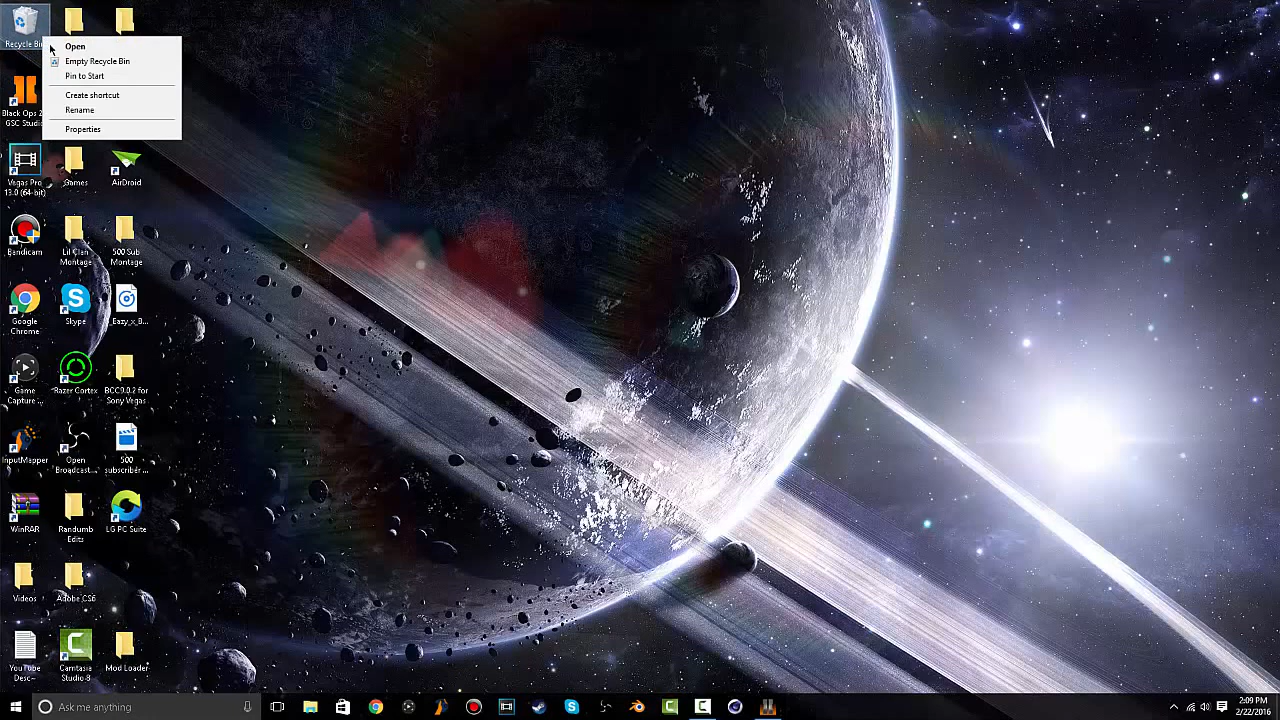 Recycle Bin
Open
Empty Recycle Bin
Pin to Start
Create shortcut
Rename
Properties
Black Ops 2
GSC Studio
Vegas Pro
13.0 (64-bit)
Games
AirDroid
Bandicam
Lil Clan
Montage
500 Sub
Montage
Google
Chrome
Skype
_Eazy_x_B...
Game
Capture ...
Razer Cortex
BCC9.0.2 for
Sony Vegas
InputMapper
Open
Broadcast...
500
subscriber ...
WinRAR
Randumb
Edits
LG PC Suite
Videos
Adobe CS6
YouTube
Desc~
Camtasia
Studio 8
Mod Loader
Ask me anything
2:09 PM
2/22/2016